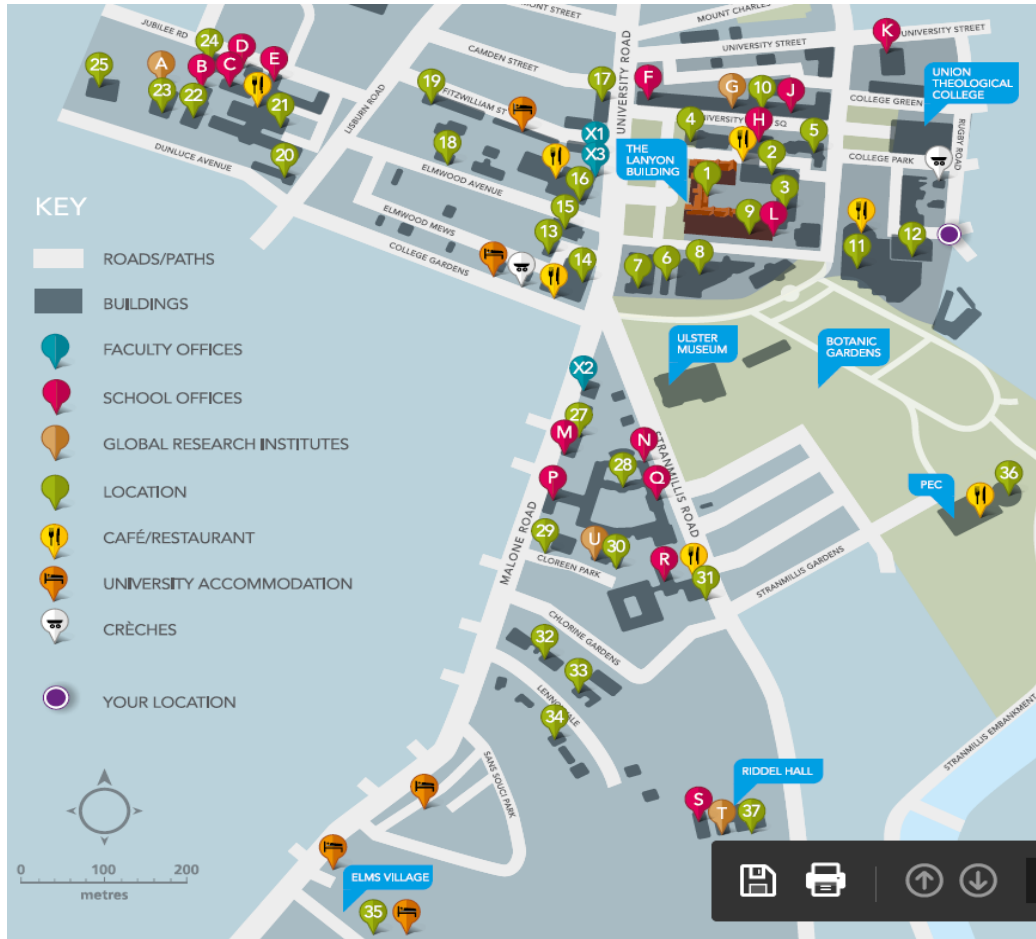 MOUNT STREET
MOUNT CHARLES
JUBILEE RD
24
D
B
C
E
A
25
23
22
21
20
CAMDEN STREET
19
FITZWILLIAM ST
18
17
UNIVERSITY ROAD
UNIVERSITY STREET
K
UNIVERSITY STREET
F
G
10
J
COLLEGE GREEN
UNION
THEOLOGICAL
COLLEGE
4
UNIVERSITY SQ
H
5
2
COLLEGE PARK
RUGBY ROAD
LISBURN ROAD
X1
X3
THE
LANYON
BUILDING
1
3
9
L
DUNLUCE AVENUE
ELMWOOD AVENUE
16
15
13
14
ELMWOOD MEWS
COLLEGE GARDENS
7
6
8
11
12
KEY
ROADS/PATHS
BUILDINGS
FACULTY OFFICES
SCHOOL OFFICES
GLOBAL RESEARCH INSTITUTES
LOCATION
CAFÉ/RESTAURANT
UNIVERSITY ACCOMMODATION
CRÈCHES
YOUR LOCATION
ULSTER
MUSEUM
BOTANIC
GARDENS
X2
27
M
N
28
P
Q
STRANMILLIS ROAD
MALONE ROAD
PEC
36
29
U
30
CLOREEN PARK
R
31
STRANMILLIS GARDENS
CHLORINE GARDENS
32
33
LENNOXVALE
34
SANS SOUCI PARK
STRANMILLIS EMBANKMENT
RIDDEL HALL
S
T
37
0
100
200
metres
ELMS VILLAGE
35